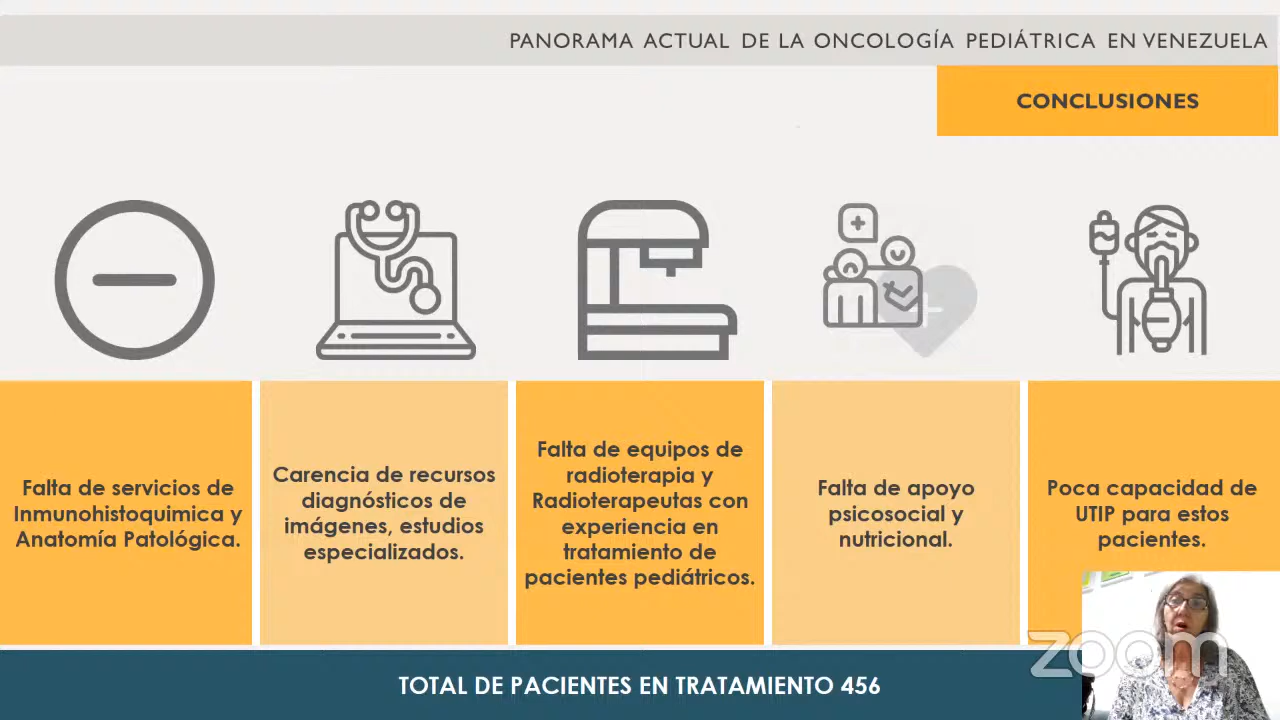 PANORAMA ACTUAL DE LA ONCOLOGÍA PEDIÁTRICA EN VENEZUELA
CONCLUSIONES
Falta de servicios de
Inmunohistoquimica y
Anatomía Patológica.
Carencia de recursos
diagnósticos de
imágenes, estudios
especializados.
Falta de equipos de
radioterapia y
Radioterapeutas con
experiencia en
tratamiento de
pacientes pediátricos.
Falta de apoyo
psicosocial y
nutricional.
Poca capacidad de
UTIP para estos
pacientes.
zoom
TOTAL DE PACIENTES EN TRATAMIENTO 456